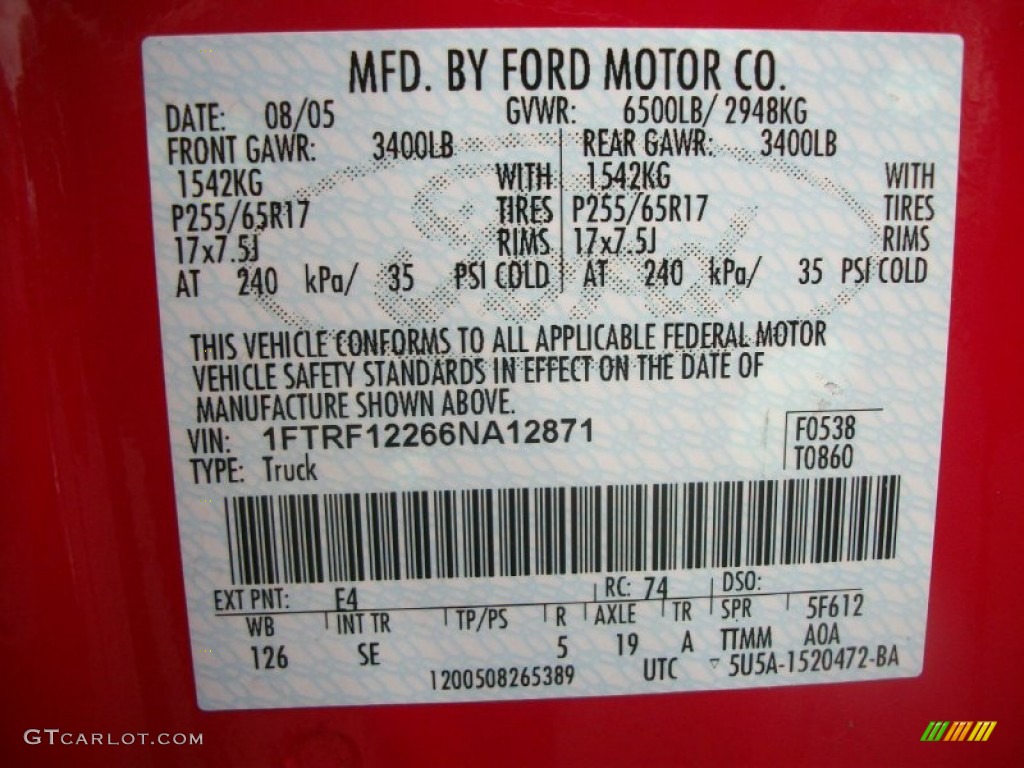 MFD. BY FORD MOTOR CO.
DATE: 08/05 GVWR: 6500LB/ 2948KG
FRONT GAWR: 3400LB REAR GAWR: 3400LB
1542KG WITH 1542KG WITH
P255/65R17 TIRES P255/65R17 TIRES
17x7.5J RIMS 17x7.5J RIMS
AT 240 kPa/ 35 PSI COLD AT 240 kPa/ 35 PSI COLD
THIS VEHICLE CONFORMS TO ALL APPLICABLE FEDERAL MOTOR
VEHICLE SAFETY STANDARDS IN EFFECT ON THE DATE OF
MANUFACTURE SHOWN ABOVE.
VIN: 1FTRF12266NA12871 F0538
TYPE: Truck T0860
EXT PNT: E4 RC: 74 DSO:
WB INT TR TP/PS R AXLE TR SPR 5F612
126 SE 5 19 A TTMM AOA
1200508265389 UTC ▽ 5U5A-1520472-BA
Ford
GTCARLOT.COM